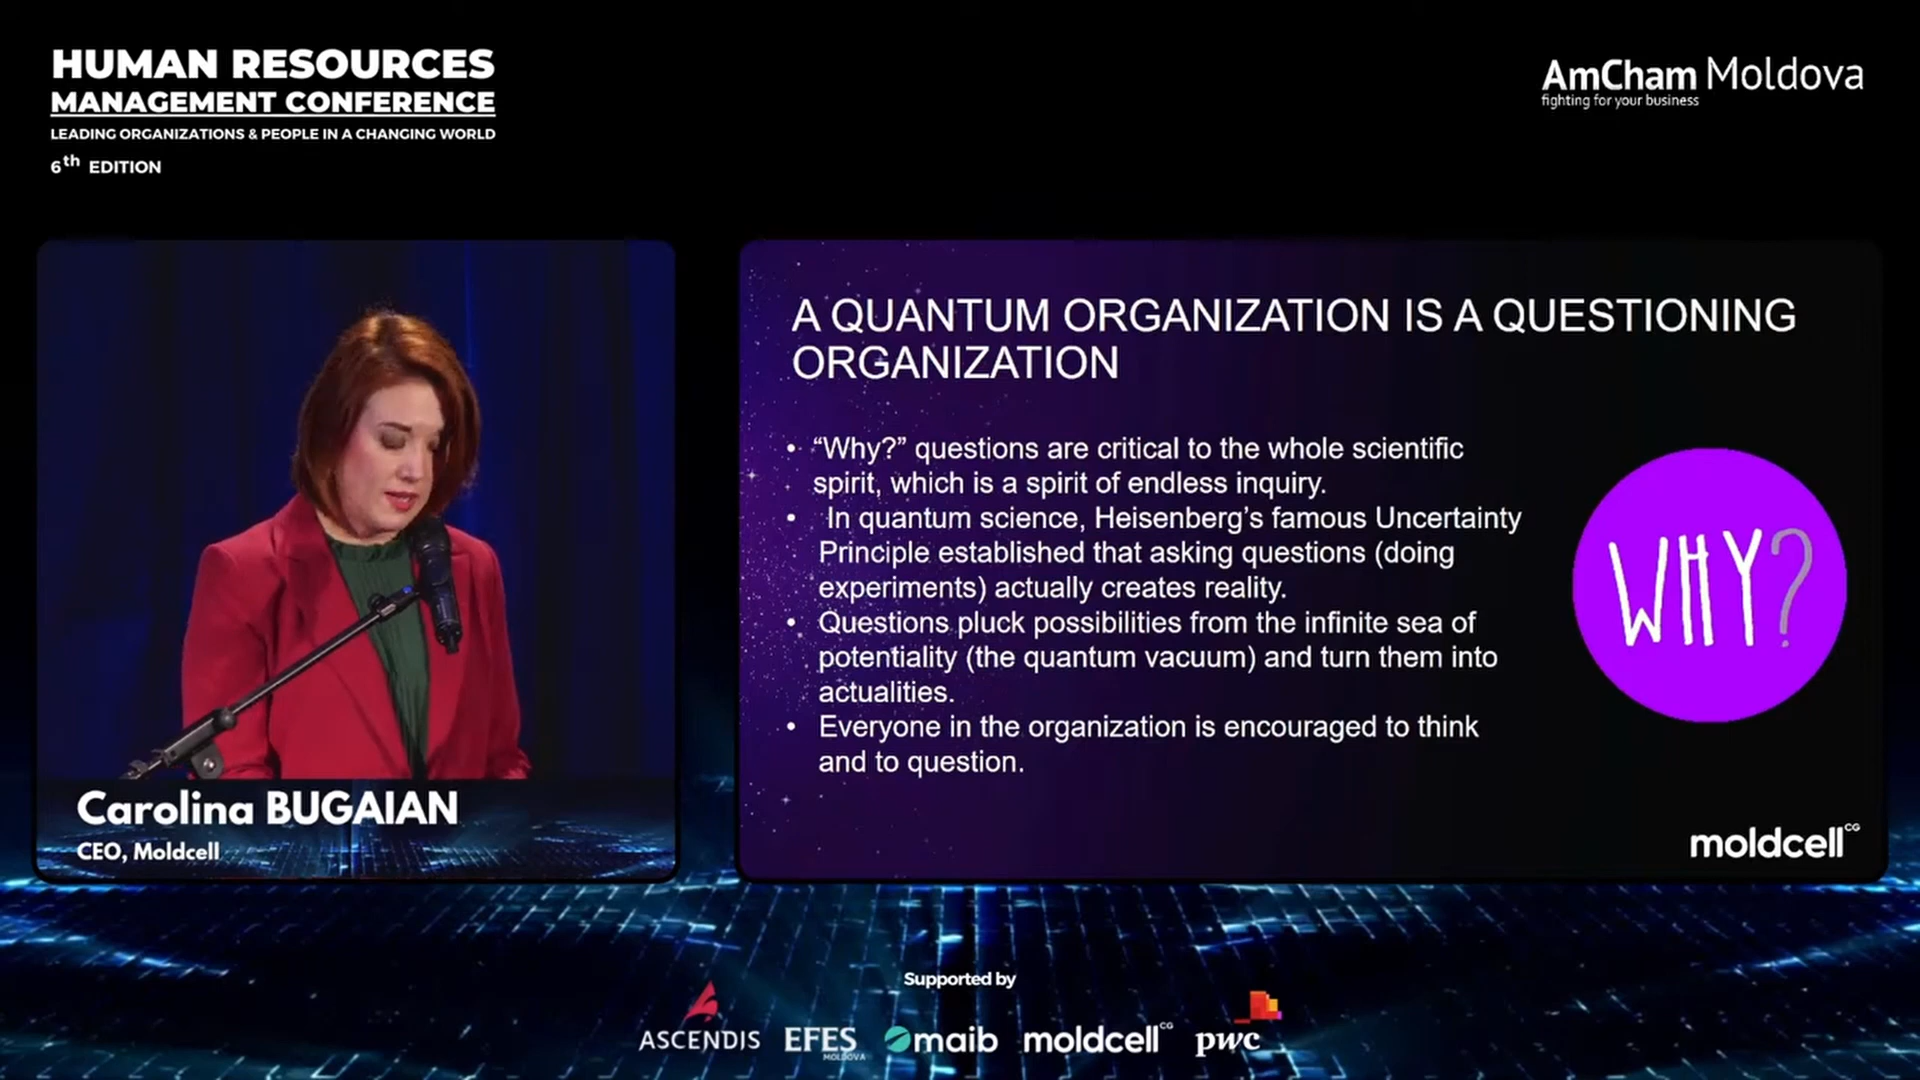 HUMAN RESOURCES
MANAGEMENT CONFERENCE
LEADING ORGANIZATIONS & PEOPLE IN A CHANGING WORLD
6th EDITION
AmCham Moldova
fighting for your business
A QUANTUM ORGANIZATION IS A QUESTIONING
ORGANIZATION
• “Why?” questions are critical to the whole scientific
spirit, which is a spirit of endless inquiry.
• In quantum science, Heisenberg’s famous Uncertainty
Principle established that asking questions (doing
experiments) actually creates reality.
• Questions pluck possibilities from the infinite sea of
potentiality (the quantum vacuum) and turn them into
actualities.
• Everyone in the organization is encouraged to think
and to question.
WHY?
moldcell CG
Carolina BUGAIAN
CEO, Moldcell
Supported by
ASCENDIS EFES MOLDOVA maib moldcell CG pwc